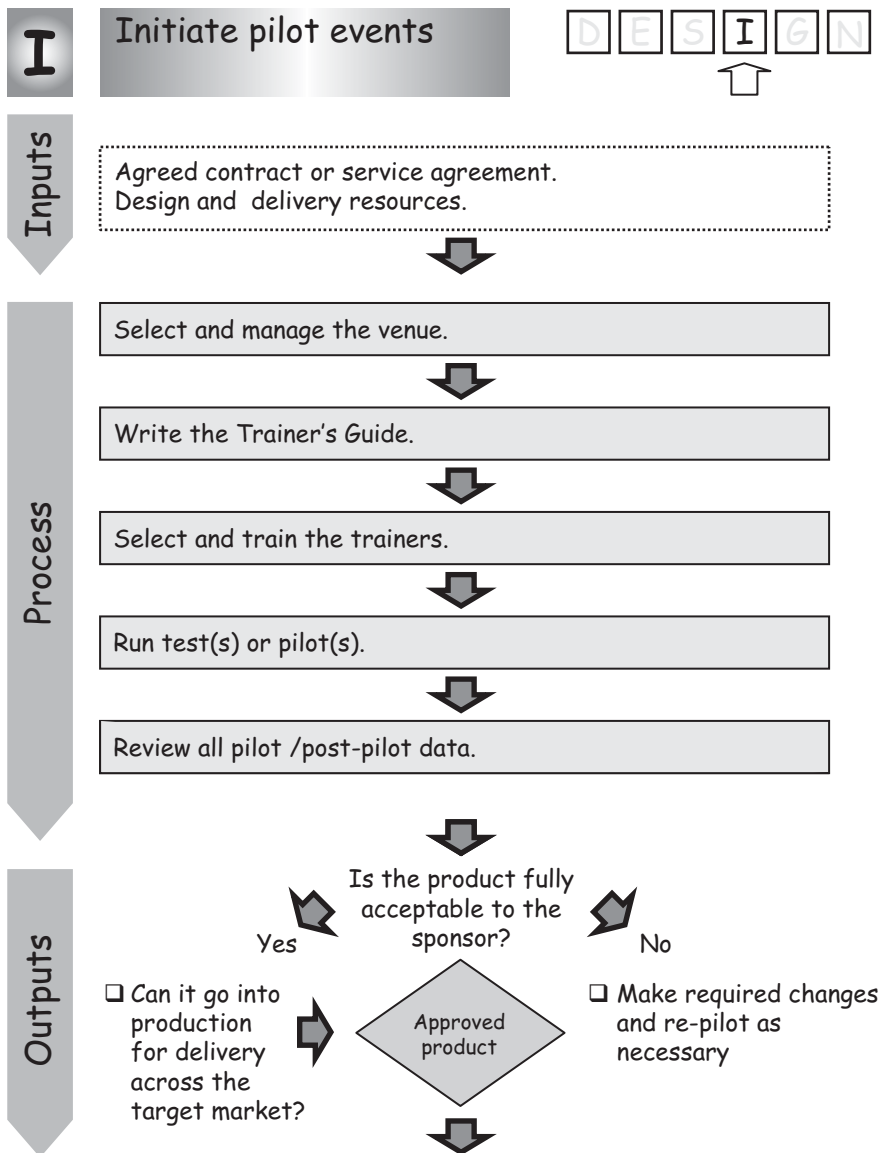 I
Initiate pilot events
D E S I G N
Inputs
Agreed contract or service agreement.
Design and delivery resources.
Process
Select and manage the venue.
Write the Trainer's Guide.
Select and train the trainers.
Run test(s) or pilot(s).
Review all pilot /post-pilot data.
Outputs
Is the product fully
acceptable to the
sponsor?
Yes
No
❑ Can it go into
production
for delivery
across the
target market?
Approved
product
❑ Make required changes
and re-pilot as
necessary